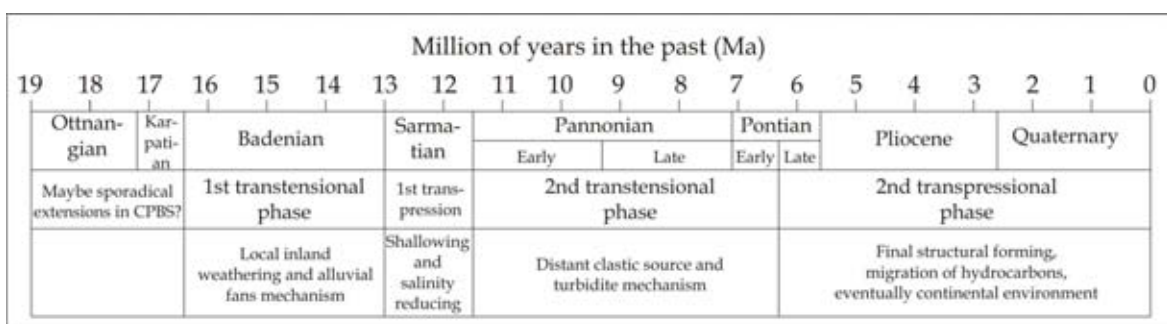 Million of years in the past (Ma)
19 18 17 16 15 14 13 12 11 10 9 8 7 6 5 4 3 2 1 0
Ottnan-
gian
Kar-
pati-
an
Badenian
Sarma-
tian
Pannonian
Early
Late
Pontian
Early
Late
Pliocene
Quaternary
Maybe sporadical
extensions in CPBS?
1st transtensional
phase
1st trans-
pression
2nd transtensional
phase
2nd transpressional
phase
Local inland
weathering and alluvial
fans mechanism
Shallowing
and
salinity
reducing
Distant clastic source and
turbidite mechanism
Final structural forming,
migration of hydrocarbons,
eventually continental environment